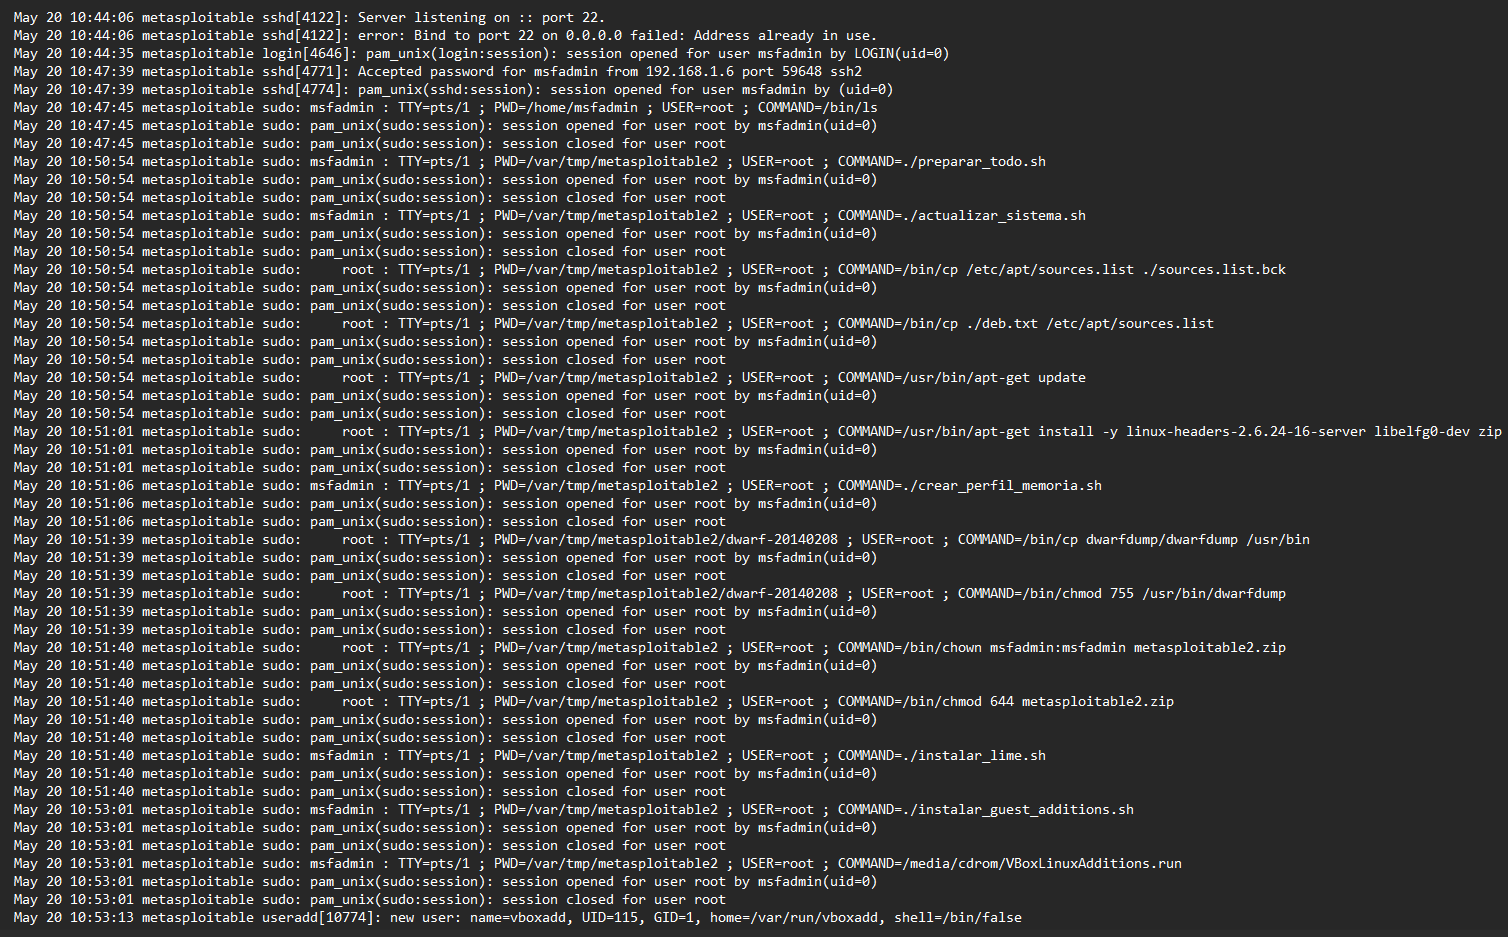 May 20 10:44:06 metasploitable sshd[4122]: Server listening on :: port 22.
May 20 10:44:06 metasploitable sshd[4122]: error: Bind to port 22 on 0.0.0.0 failed: Address already in use.
May 20 10:44:35 metasploitable login[4646]: pam_unix(login:session): session opened for user msfadmin by LOGIN(uid=0)
May 20 10:47:39 metasploitable sshd[4771]: Accepted password for msfadmin from 192.168.1.6 port 59648 ssh2
May 20 10:47:39 metasploitable sshd[4774]: pam_unix(sshd:session): session opened for user msfadmin by (uid=0)
May 20 10:47:45 metasploitable sudo: msfadmin : TTY=pts/1 ; PWD=/home/msfadmin ; USER=root ; COMMAND=/bin/ls
May 20 10:47:45 metasploitable sudo: pam_unix(sudo:session): session opened for user root by msfadmin(uid=0)
May 20 10:47:45 metasploitable sudo: pam_unix(sudo:session): session closed for user root
May 20 10:50:54 metasploitable sudo: msfadmin : TTY=pts/1 ; PWD=/var/tmp/metasploitable2 ; USER=root ; COMMAND=./preparar_todo.sh
May 20 10:50:54 metasploitable sudo: pam_unix(sudo:session): session opened for user root by msfadmin(uid=0)
May 20 10:50:54 metasploitable sudo: pam_unix(sudo:session): session closed for user root
May 20 10:50:54 metasploitable sudo: msfadmin : TTY=pts/1 ; PWD=/var/tmp/metasploitable2 ; USER=root ; COMMAND=./actualizar_sistema.sh
May 20 10:50:54 metasploitable sudo: pam_unix(sudo:session): session opened for user root by msfadmin(uid=0)
May 20 10:50:54 metasploitable sudo: pam_unix(sudo:session): session closed for user root
May 20 10:50:54 metasploitable sudo:     root : TTY=pts/1 ; PWD=/var/tmp/metasploitable2 ; USER=root ; COMMAND=/bin/cp /etc/apt/sources.list ./sources.list.bck
May 20 10:50:54 metasploitable sudo: pam_unix(sudo:session): session opened for user root by msfadmin(uid=0)
May 20 10:50:54 metasploitable sudo: pam_unix(sudo:session): session closed for user root
May 20 10:50:54 metasploitable sudo:     root : TTY=pts/1 ; PWD=/var/tmp/metasploitable2 ; USER=root ; COMMAND=/bin/cp ./deb.txt /etc/apt/sources.list
May 20 10:50:54 metasploitable sudo: pam_unix(sudo:session): session opened for user root by msfadmin(uid=0)
May 20 10:50:54 metasploitable sudo: pam_unix(sudo:session): session closed for user root
May 20 10:50:54 metasploitable sudo:     root : TTY=pts/1 ; PWD=/var/tmp/metasploitable2 ; USER=root ; COMMAND=/usr/bin/apt-get update
May 20 10:50:54 metasploitable sudo: pam_unix(sudo:session): session opened for user root by msfadmin(uid=0)
May 20 10:50:54 metasploitable sudo: pam_unix(sudo:session): session closed for user root
May 20 10:51:01 metasploitable sudo:     root : TTY=pts/1 ; PWD=/var/tmp/metasploitable2 ; USER=root ; COMMAND=/usr/bin/apt-get install -y linux-headers-2.6.24-16-server libelfg0-dev zip
May 20 10:51:01 metasploitable sudo: pam_unix(sudo:session): session opened for user root by msfadmin(uid=0)
May 20 10:51:01 metasploitable sudo: pam_unix(sudo:session): session closed for user root
May 20 10:51:06 metasploitable sudo: msfadmin : TTY=pts/1 ; PWD=/var/tmp/metasploitable2 ; USER=root ; COMMAND=./crear_perfil_memoria.sh
May 20 10:51:06 metasploitable sudo: pam_unix(sudo:session): session opened for user root by msfadmin(uid=0)
May 20 10:51:06 metasploitable sudo: pam_unix(sudo:session): session closed for user root
May 20 10:51:39 metasploitable sudo:     root : TTY=pts/1 ; PWD=/var/tmp/metasploitable2/dwarf-20140208 ; USER=root ; COMMAND=/bin/cp dwarfdump/dwarfdump /usr/bin
May 20 10:51:39 metasploitable sudo: pam_unix(sudo:session): session opened for user root by msfadmin(uid=0)
May 20 10:51:39 metasploitable sudo: pam_unix(sudo:session): session closed for user root
May 20 10:51:39 metasploitable sudo:     root : TTY=pts/1 ; PWD=/var/tmp/metasploitable2/dwarf-20140208 ; USER=root ; COMMAND=/bin/chmod 755 /usr/bin/dwarfdump
May 20 10:51:39 metasploitable sudo: pam_unix(sudo:session): session opened for user root by msfadmin(uid=0)
May 20 10:51:39 metasploitable sudo: pam_unix(sudo:session): session closed for user root
May 20 10:51:40 metasploitable sudo:     root : TTY=pts/1 ; PWD=/var/tmp/metasploitable2 ; USER=root ; COMMAND=/bin/chown msfadmin:msfadmin metasploitable2.zip
May 20 10:51:40 metasploitable sudo: pam_unix(sudo:session): session opened for user root by msfadmin(uid=0)
May 20 10:51:40 metasploitable sudo: pam_unix(sudo:session): session closed for user root
May 20 10:51:40 metasploitable sudo:     root : TTY=pts/1 ; PWD=/var/tmp/metasploitable2 ; USER=root ; COMMAND=/bin/chmod 644 metasploitable2.zip
May 20 10:51:40 metasploitable sudo: pam_unix(sudo:session): session opened for user root by msfadmin(uid=0)
May 20 10:51:40 metasploitable sudo: pam_unix(sudo:session): session closed for user root
May 20 10:51:40 metasploitable sudo: msfadmin : TTY=pts/1 ; PWD=/var/tmp/metasploitable2 ; USER=root ; COMMAND=./instalar_lime.sh
May 20 10:51:40 metasploitable sudo: pam_unix(sudo:session): session opened for user root by msfadmin(uid=0)
May 20 10:51:40 metasploitable sudo: pam_unix(sudo:session): session closed for user root
May 20 10:53:01 metasploitable sudo: msfadmin : TTY=pts/1 ; PWD=/var/tmp/metasploitable2 ; USER=root ; COMMAND=./instalar_guest_additions.sh
May 20 10:53:01 metasploitable sudo: pam_unix(sudo:session): session opened for user root by msfadmin(uid=0)
May 20 10:53:01 metasploitable sudo: pam_unix(sudo:session): session closed for user root
May 20 10:53:01 metasploitable sudo: msfadmin : TTY=pts/1 ; PWD=/var/tmp/metasploitable2 ; USER=root ; COMMAND=/media/cdrom/VBoxLinuxAdditions.run
May 20 10:53:01 metasploitable sudo: pam_unix(sudo:session): session opened for user root by msfadmin(uid=0)
May 20 10:53:01 metasploitable sudo: pam_unix(sudo:session): session closed for user root
May 20 10:53:13 metasploitable useradd[10774]: new user: name=vboxadd, UID=115, GID=1, home=/var/run/vboxadd, shell=/bin/false